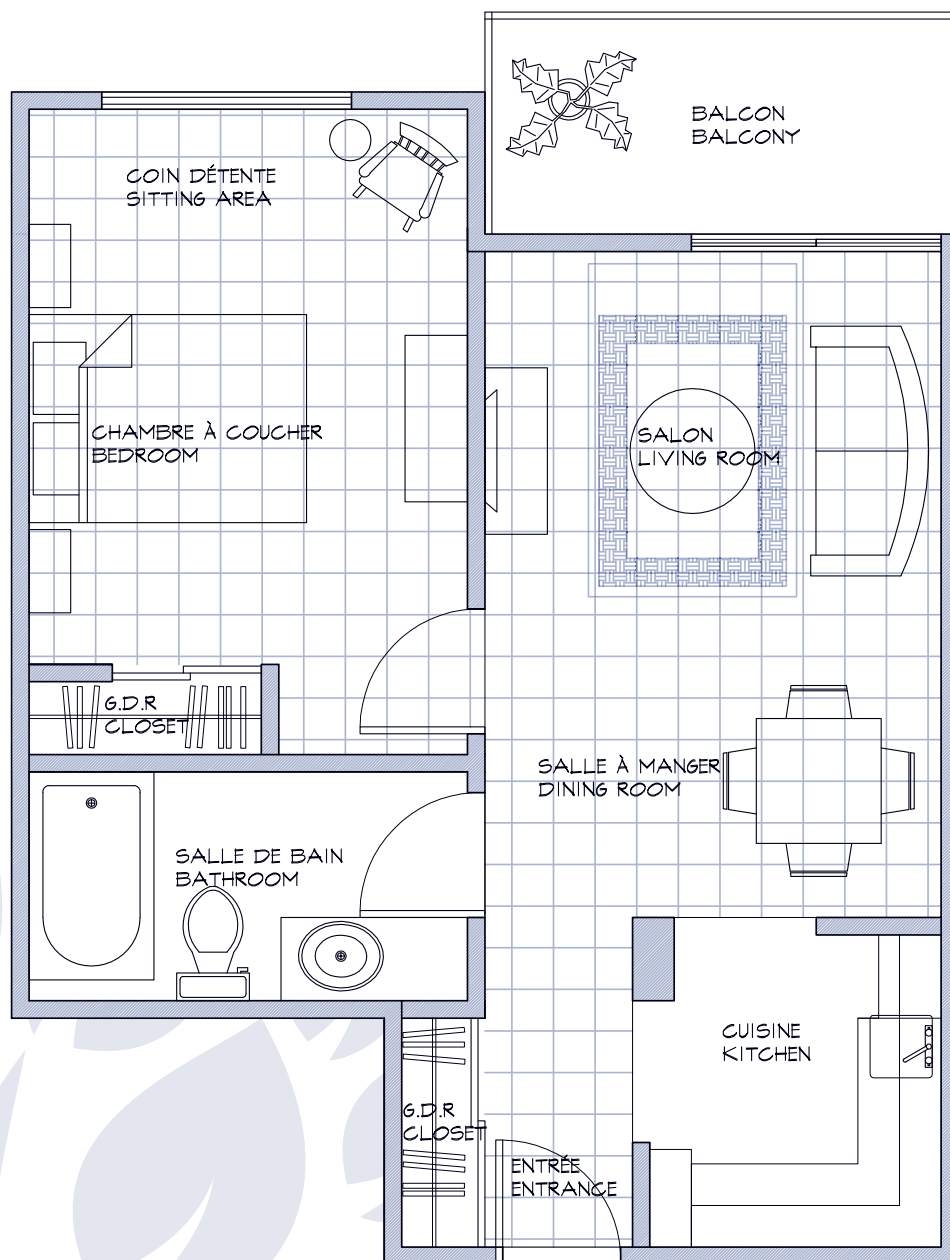 BALCON
BALCONY
COIN DÉTENTE
SITTING AREA
CHAMBRE À COUCHER
BEDROOM
SALON
LIVING ROOM
G.D.R
CLOSET
SALLE À MANGER
DINING ROOM
SALLE DE BAIN
BATHROOM
CUISINE
KITCHEN
G.D.R
CLOSET
ENTRÉE
ENTRANCE